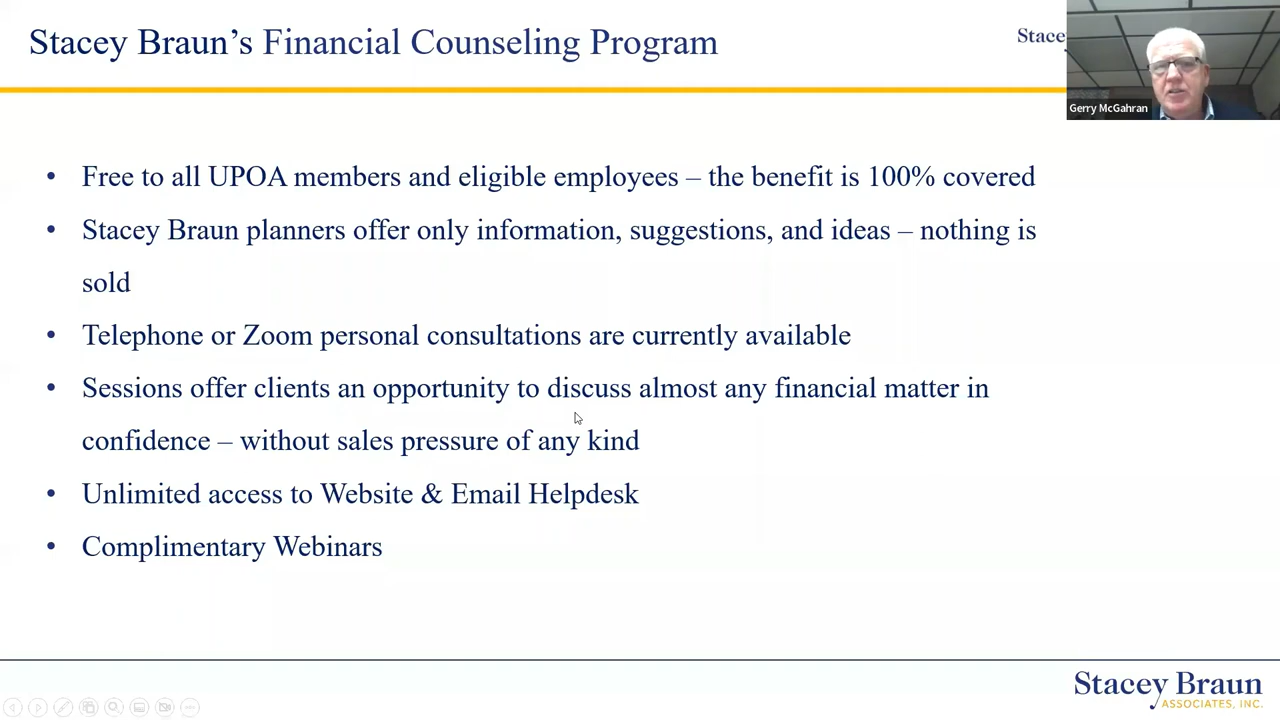 Stacey Braun's Financial Counseling Program
Stace
Gerry McGahran
• Free to all UPOA members and eligible employees – the benefit is 100% covered
• Stacey Braun planners offer only information, suggestions, and ideas – nothing is
sold
• Telephone or Zoom personal consultations are currently available
• Sessions offer clients an opportunity to discuss almost any financial matter in
confidence – without sales pressure of any kind
• Unlimited access to Website & Email Helpdesk
• Complimentary Webinars
Stacey Braun
ASSOCIATES, INC.